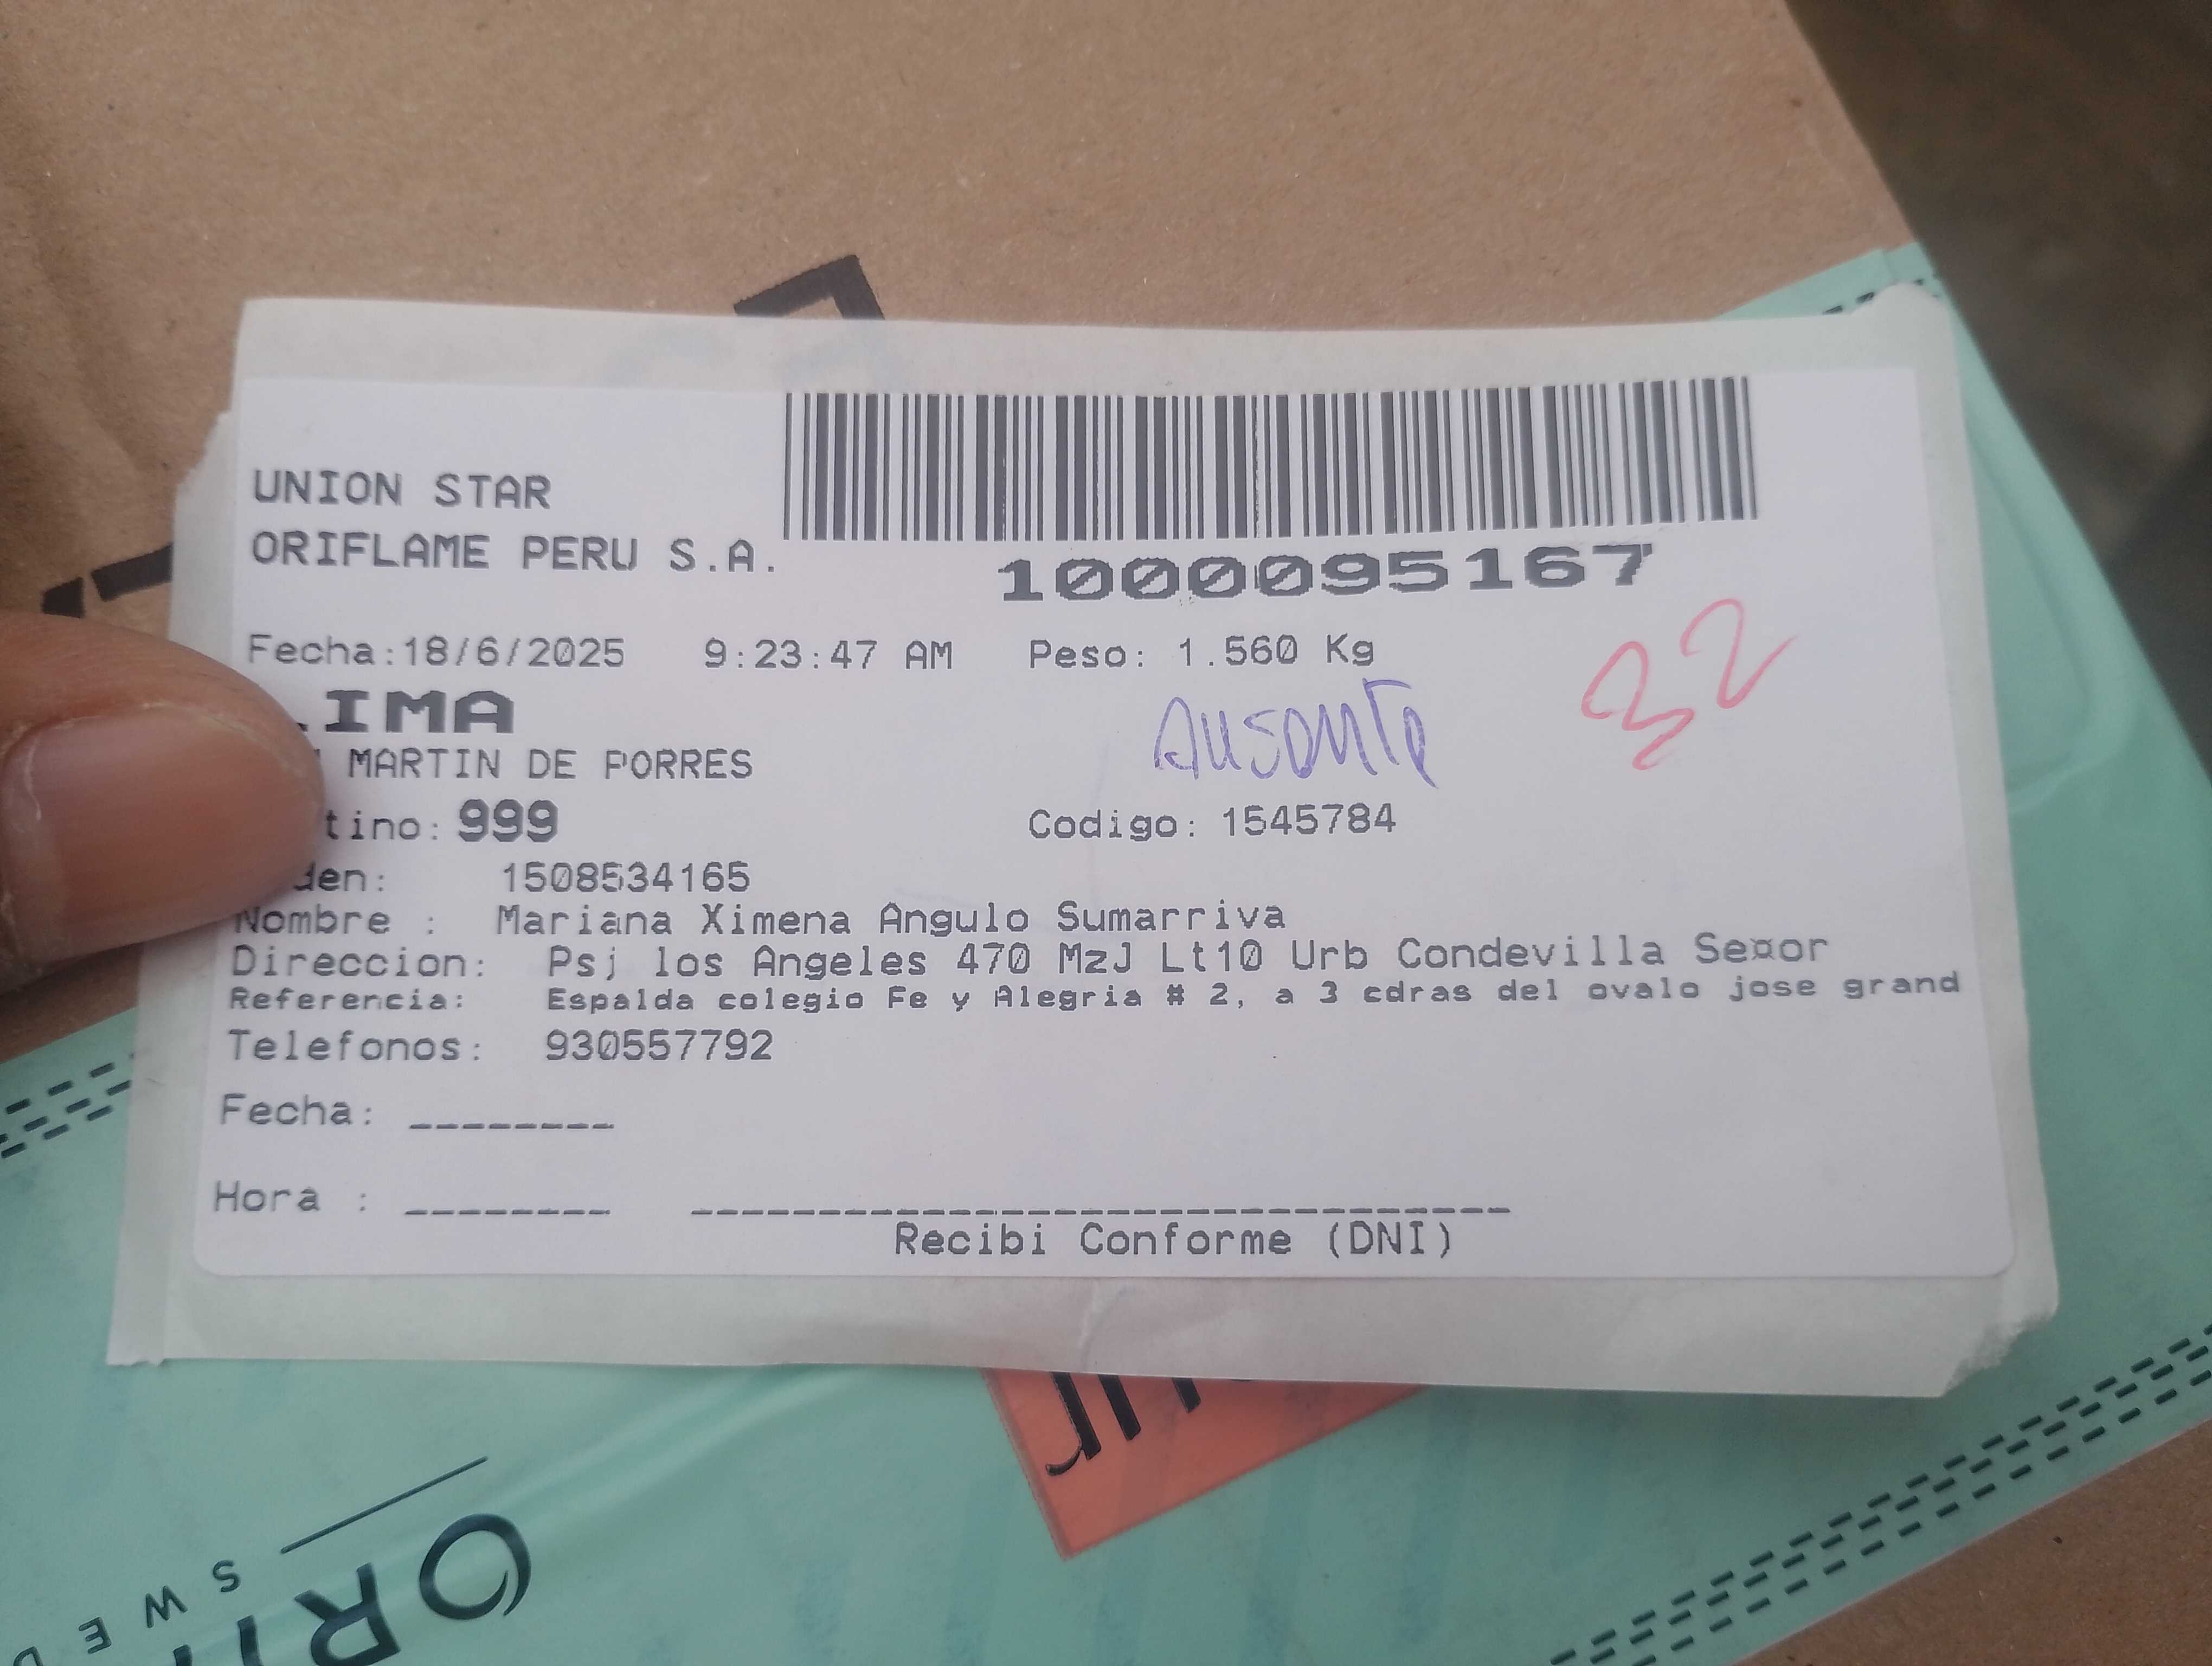 UNION STAR
ORIFLAME PERU S.A.
1000095167
Fecha:18/6/2025 9:23:47 AM Peso: 1.560 Kg
32
IMA
Ausente
MARTIN DE PORRES
tino: 999 Codigo: 1545784
den: 1508534165
Nombre : Mariana Ximena Angulo Sumarriva
Direccion: Psj los Angeles 470 MzJ Lt10 Urb Condevilla Se¤or
Referencia: Espalda colegio Fe y Alegria # 2, a 3 cdras del ovalo jose grand
Telefonos: 930557792
Fecha: ________
Hora : ________
Recibi Conforme (DNI)
ORI
SWED